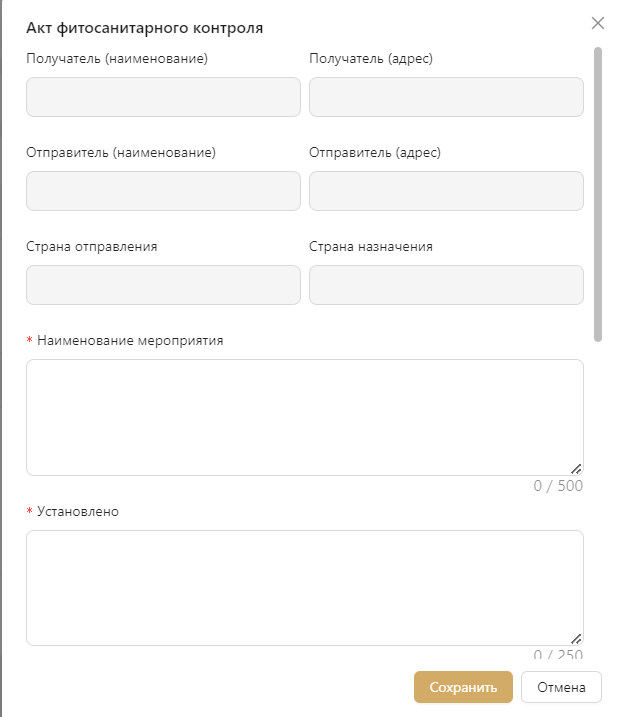 Акт фитосанитарного контроля
Получатель (наименование) Получатель (адрес)
Отправитель (наименование) Отправитель (адрес)
Страна отправления Страна назначения
* Наименование мероприятия
0 / 500
* Установлено
0 / 250
Сохранить Отмена